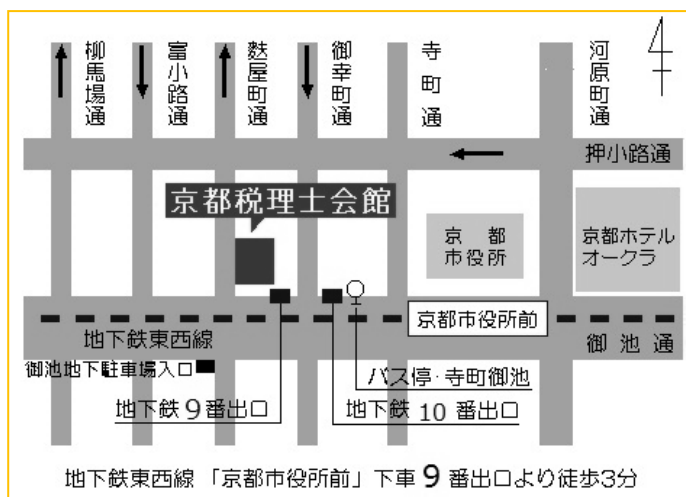 柳馬場通
富小路通
麩屋町通
御幸町通
寺町通
河原町通
押小路通
京都税理士会館
京都
市役所
京都ホテル
オークラ
京都市役所前
地下鉄東西線
御池通
御池地下駐車場入口
バス停·寺町御池
地下鉄9番出口
地下鉄10番出口
地下鉄東西線「京都市役所前」下車9番出口より徒歩3分